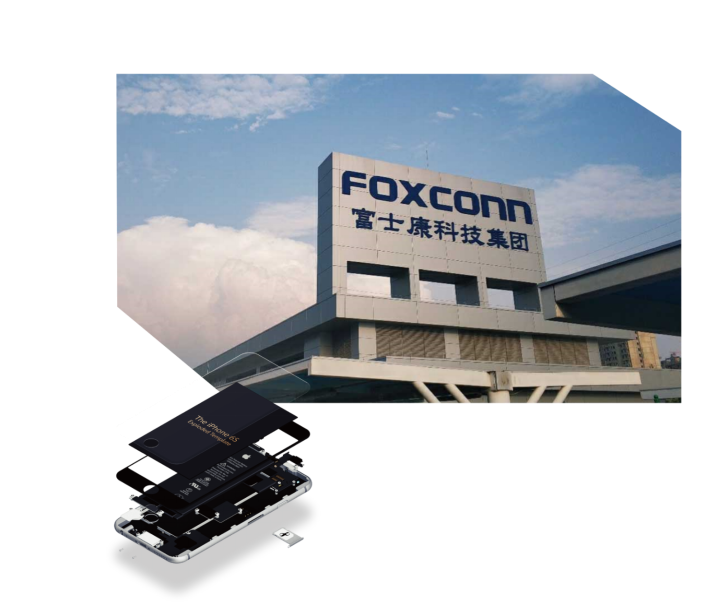 FOXCONN
富士康科技集团
The iPhone 6S
Exploded Template